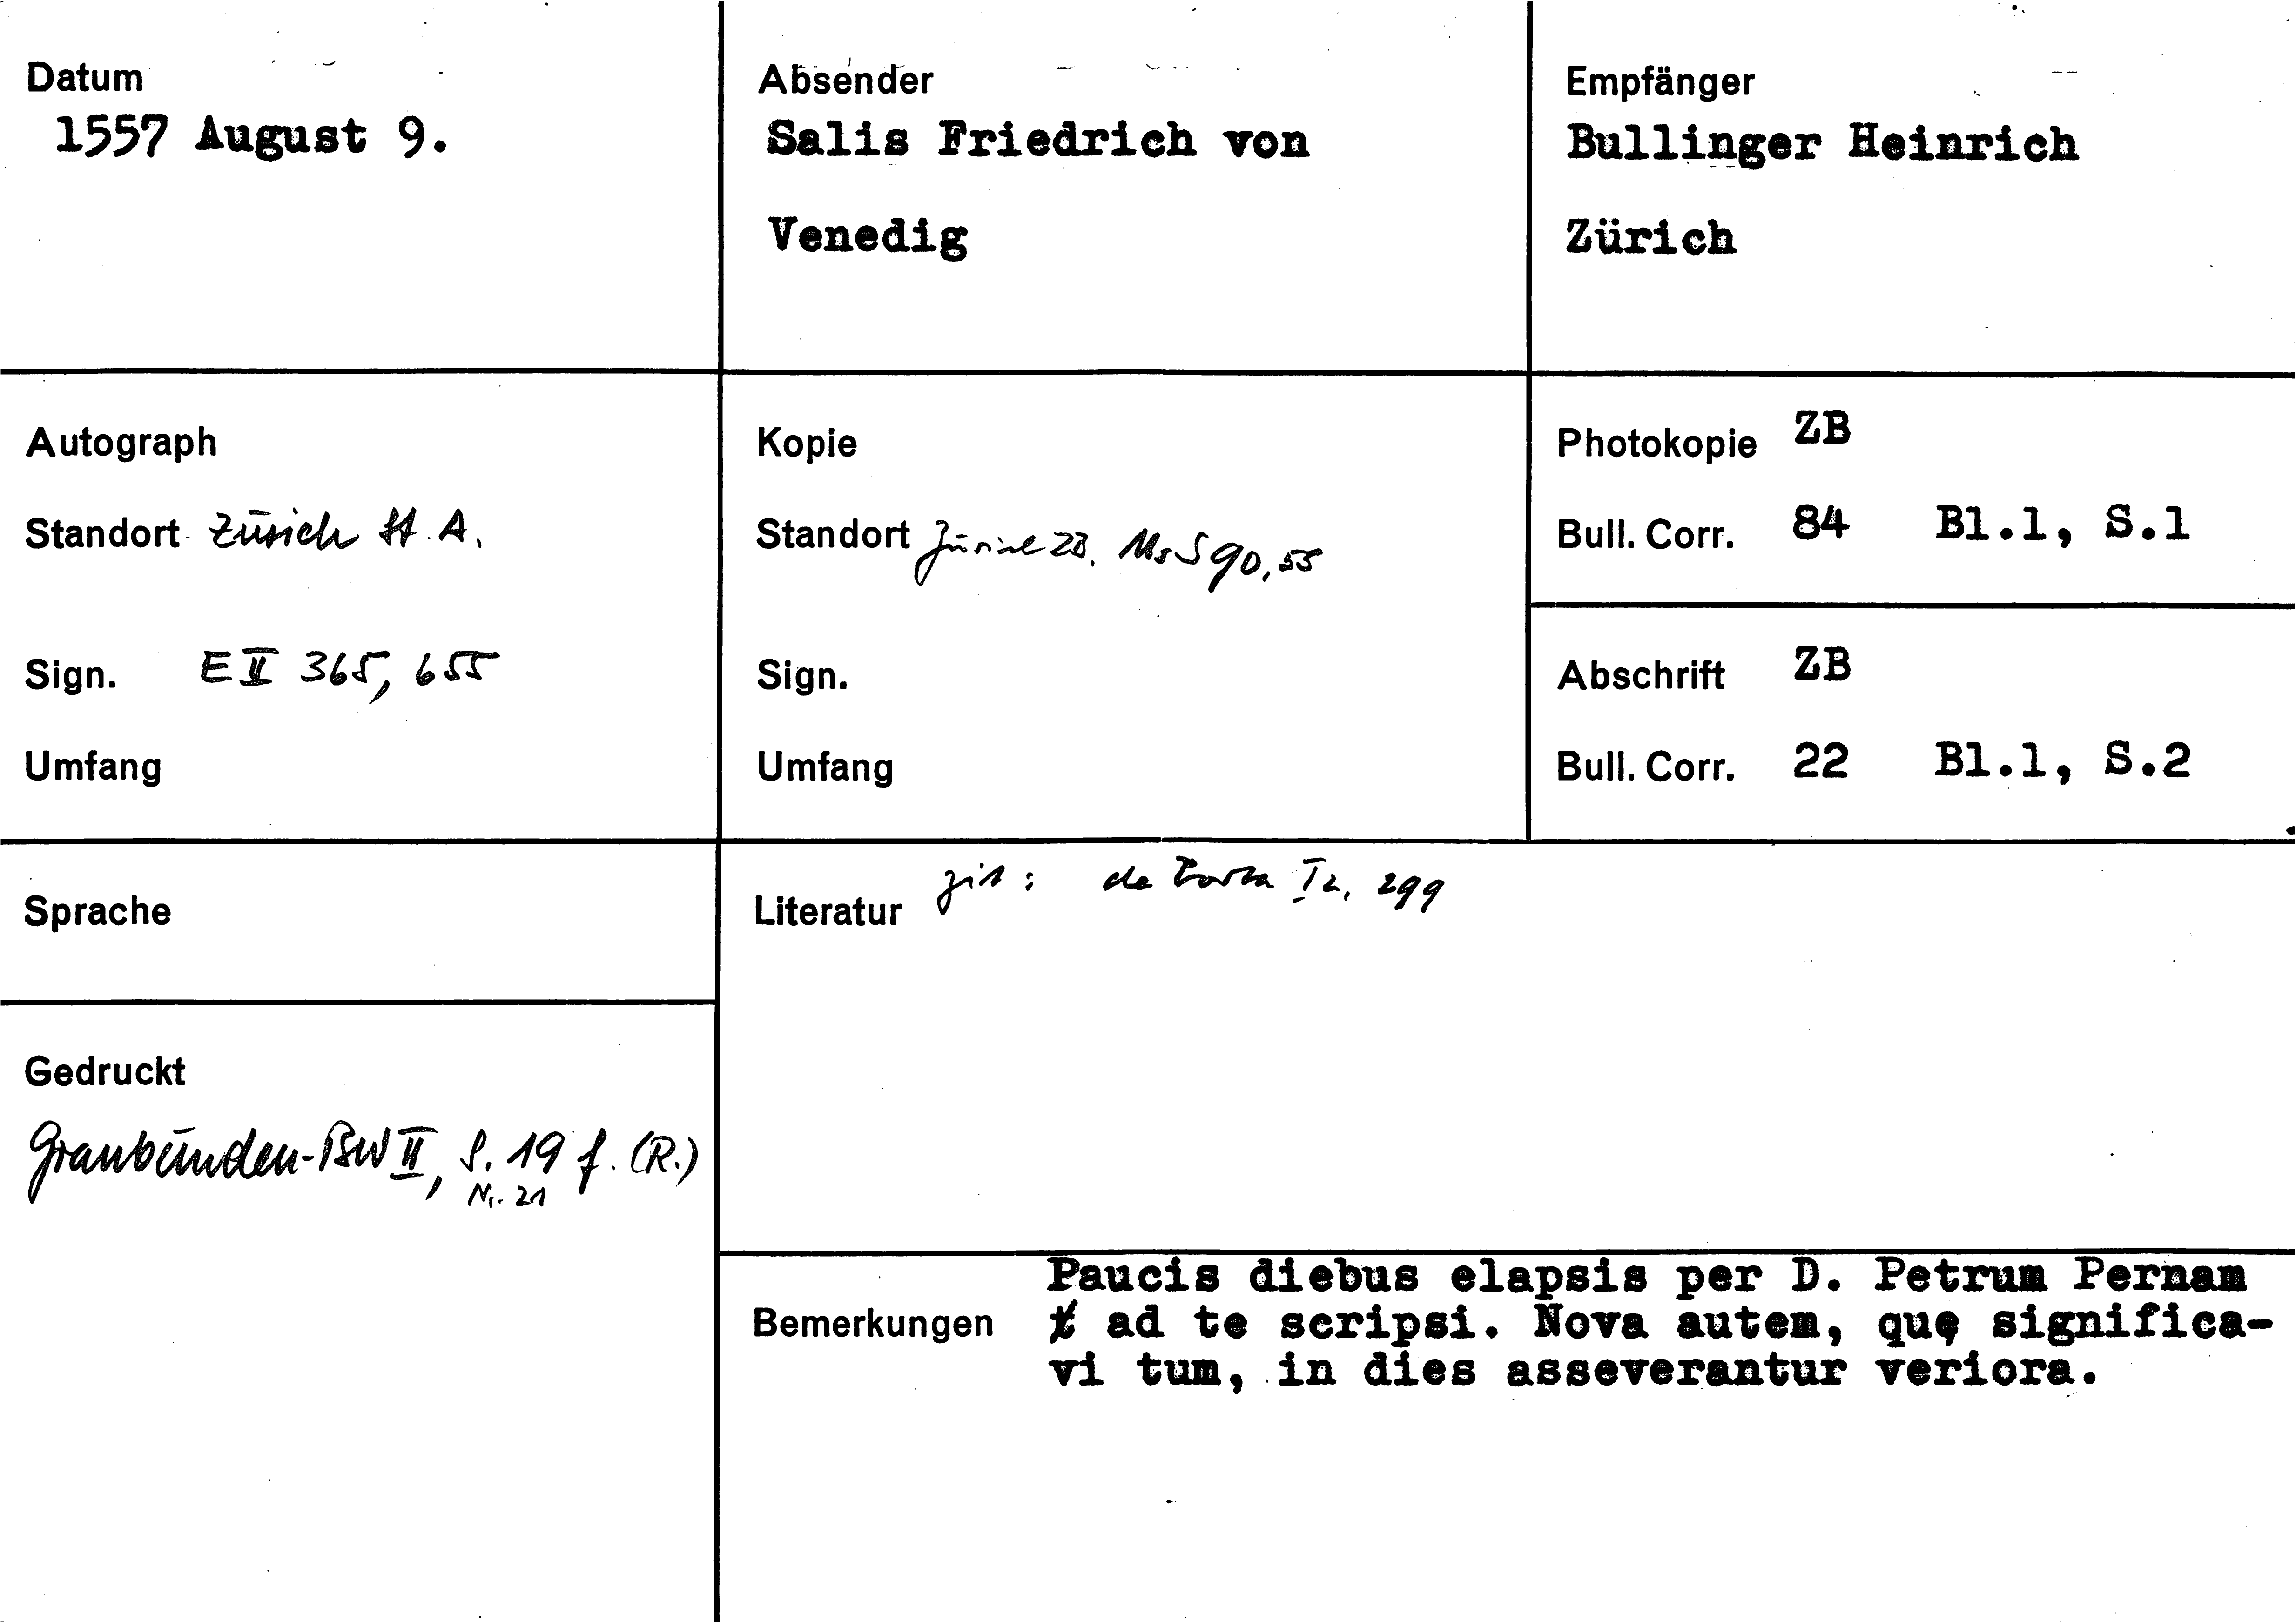 Datum
1557 August 9.
Absender
Salis Friedrich von
Venedig
Empfänger
Bullinger Heinrich
Zürich
Autograph
Standort Zürich StA.
Sign. E II 365, 655
Umfang
Kopie
Standort Zürich ZB. Ms S 90, 55
Sign.
Umfang
Photokopie ZB
Bull. Corr. 84 Bl.1, S.1
Abschrift ZB
Bull. Corr. 22 Bl.1, S.2
Sprache
Literatur zit: de Porta I 2, 299
Gedruckt
Graubünden-BW II, S. 19 f. (R.)
Nr. 21
Bemerkungen
Paucis diebus elapsis per D. Petrum Pernam
ad te scripsi. Nova autem, quę significa-
vi tum, in dies asseverantur veriora.